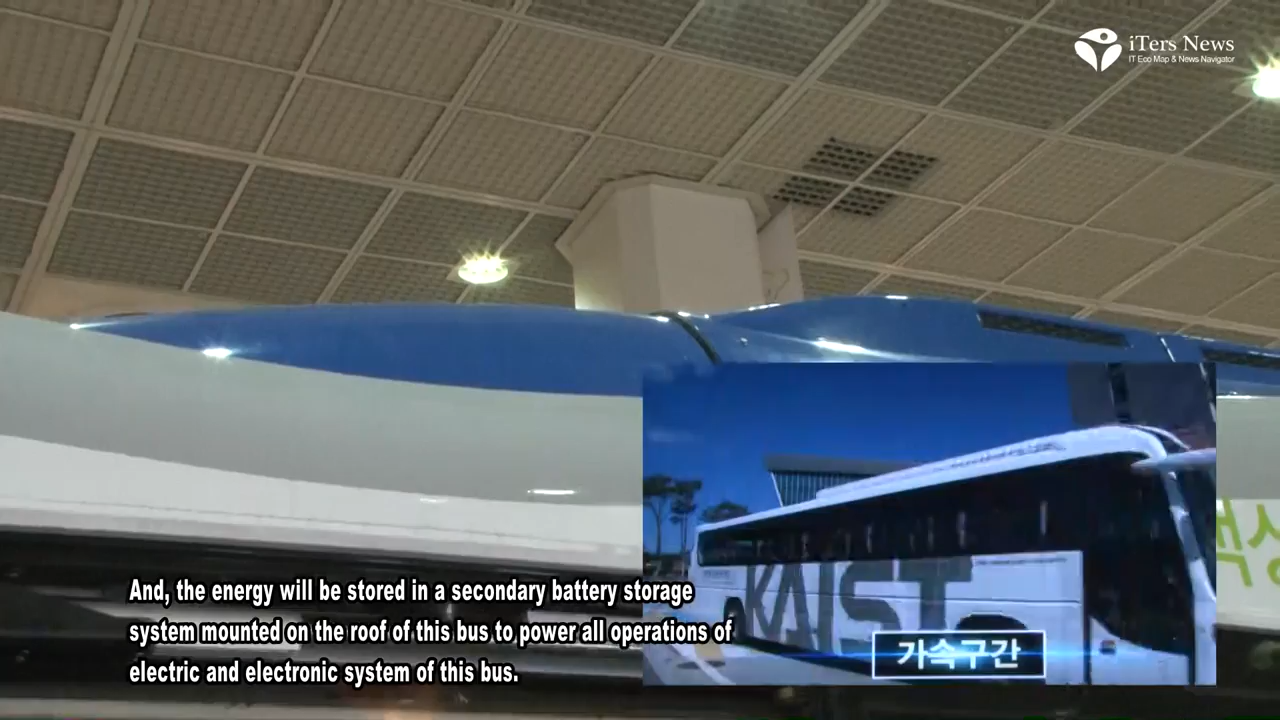 iTers News
IT Eco Map & News Navigator
KAIST
가속구간
And, the energy will be stored in a secondary battery storage
system mounted on the roof of this bus to power all operations of
electric and electronic system of this bus.